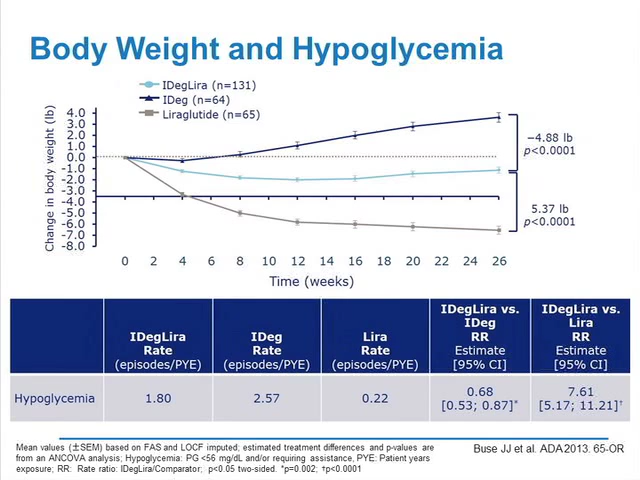 Body Weight and Hypoglycemia
IDegLira (n=131)
IDeg (n=64)
Liraglutide (n=65)
Change in body weight (lb)
4.0
3.0
2.0
1.0
0.0
-1.0
-2.0
-3.0
-4.0
-5.0
-6.0
-7.0
-8.0
−4.88 lb
p<0.0001
5.37 lb
p<0.0001
0 2 4 6 8 10 12 14 16 18 20 22 24 26
Time (weeks)
IDegLira Rate (episodes/PYE)
IDeg Rate (episodes/PYE)
Lira Rate (episodes/PYE)
IDegLira vs. IDeg RR Estimate [95% CI]
IDegLira vs. Lira RR Estimate [95% CI]
Hypoglycemia 1.80 2.57 0.22 0.68 [0.53; 0.87]* 7.61 [5.17; 11.21]†
Mean values (±SEM) based on FAS and LOCF imputed; estimated treatment differences and p-values are
from an ANCOVA analysis; Hypoglycemia: PG <56 mg/dL and/or requiring assistance, PYE: Patient years
exposure; RR: Rate ratio: IDegLira/Comparator; p<0.05 two-sided. *p=0.002; †p<0.0001
Buse JJ et al. ADA 2013. 65-OR